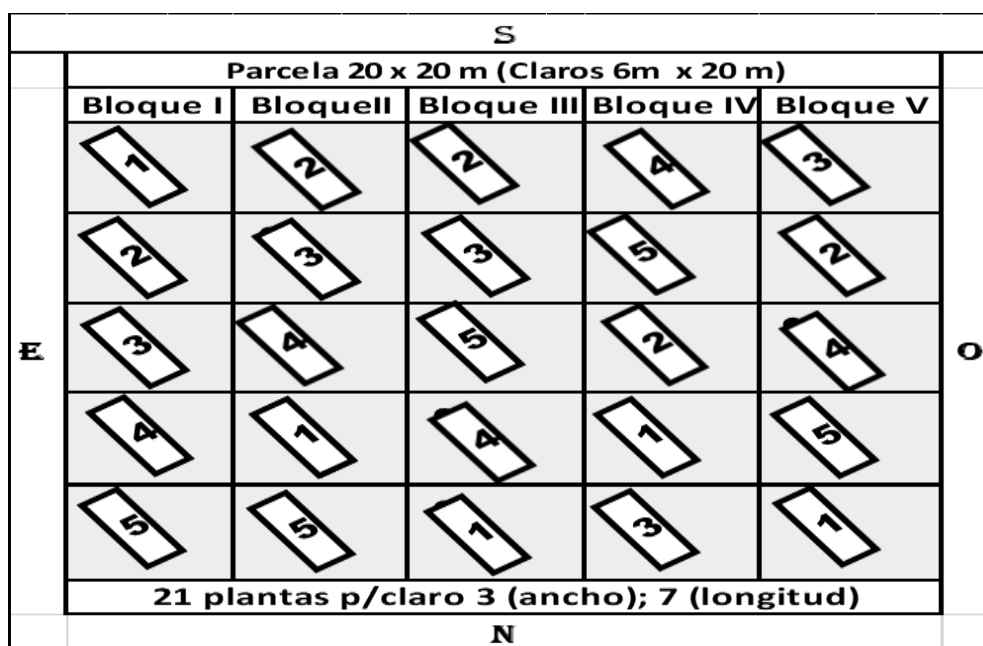 S
Parcela 20 x 20 m (Claros 6m x 20 m)
Bloque I BloqueII Bloque III Bloque IV Bloque V
1 2 2 4 3
2 3 3 5 2
E 3 4 5 2 4 O
4 1 4 1 5
5 5 1 3 1
21 plantas p/claro 3 (ancho); 7 (longitud)
N